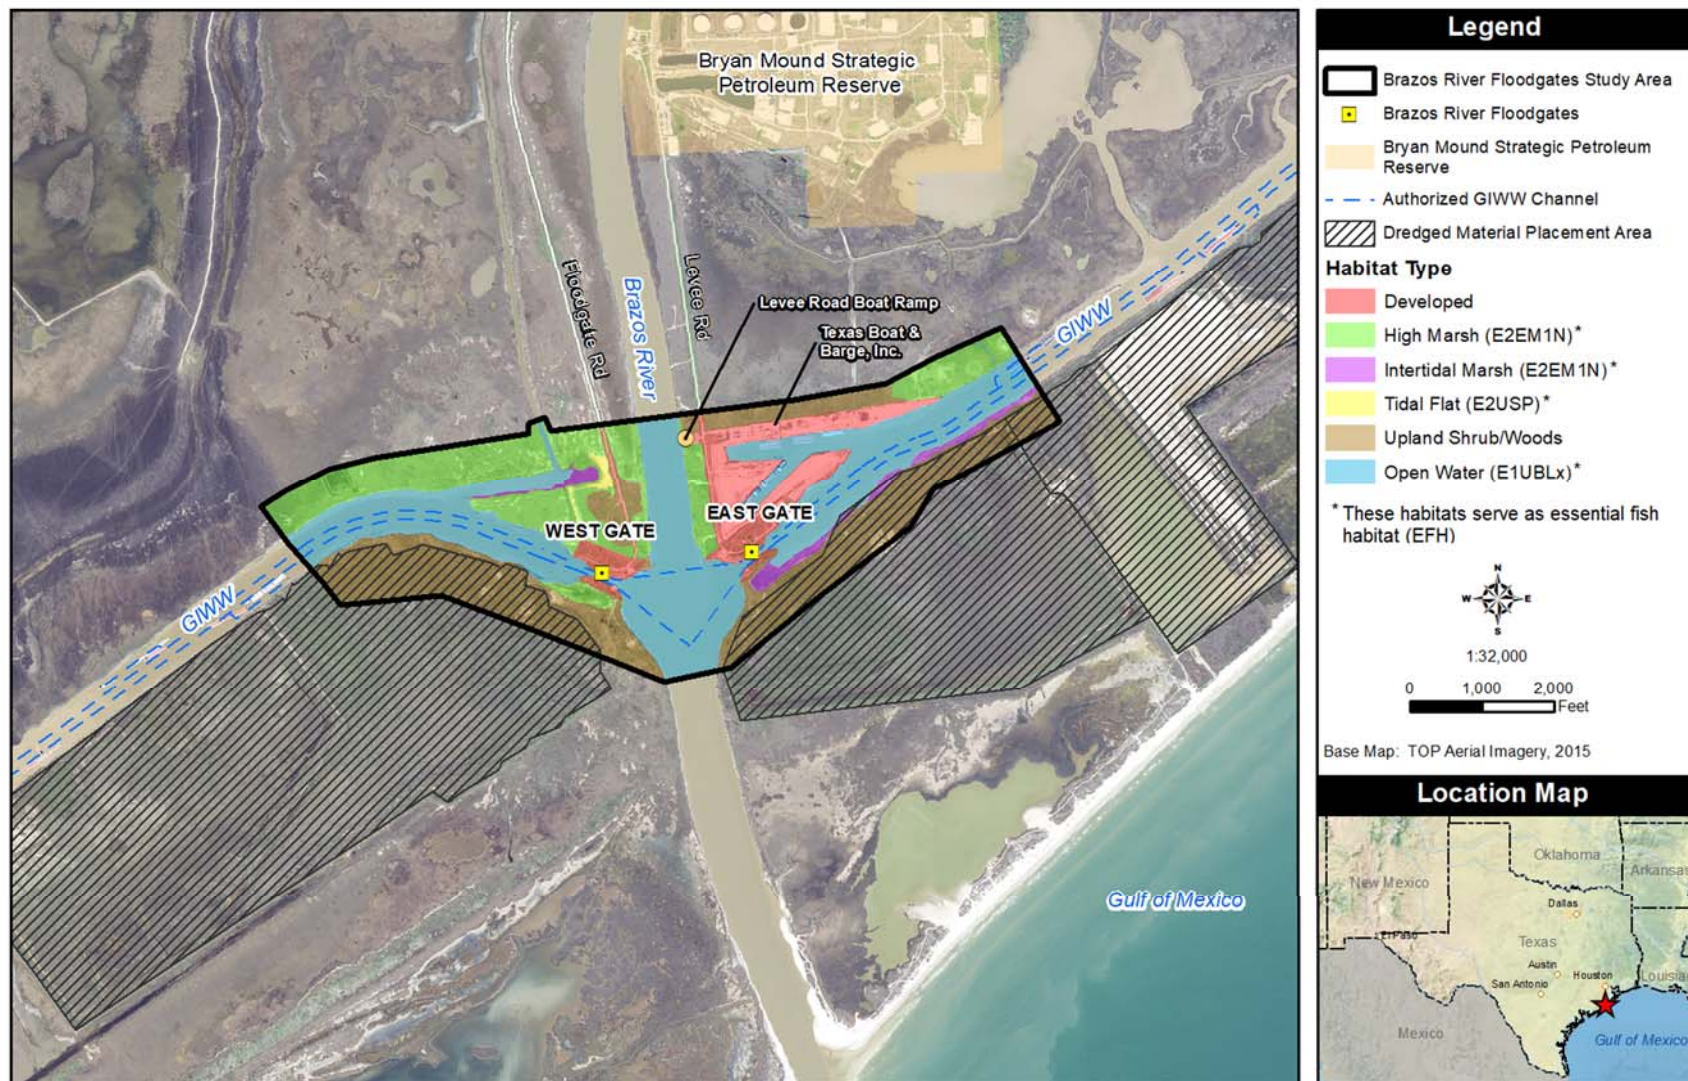 Bryan Mound Strategic
Petroleum Reserve
Floodgate Rd
Brazos River
Levee Rd
Levee Road Boat Ramp
Texas Boat &
Barge, Inc.
GIWW
WEST GATE
EAST GATE
GIWW
Gulf of Mexico
Legend
Brazos River Floodgates Study Area
Brazos River Floodgates
Bryan Mound Strategic Petroleum
Reserve
Authorized GIWW Channel
Dredged Material Placement Area
Habitat Type
Developed
High Marsh (E2EM1N)*
Intertidal Marsh (E2EM1N)*
Tidal Flat (E2USP)*
Upland Shrub/Woods
Open Water (E1UBLx)*
* These habitats serve as essential fish
habitat (EFH)
N
W E
S
1:32,000
0 1,000 2,000
Feet
Base Map: TOP Aerial Imagery, 2015
Location Map
Oklahoma
Arkansa
New Mexico
Dallas
El Paso
Texas
Austin
Houston
San Antonio
Louisia
Mexico
Gulf of Mexico